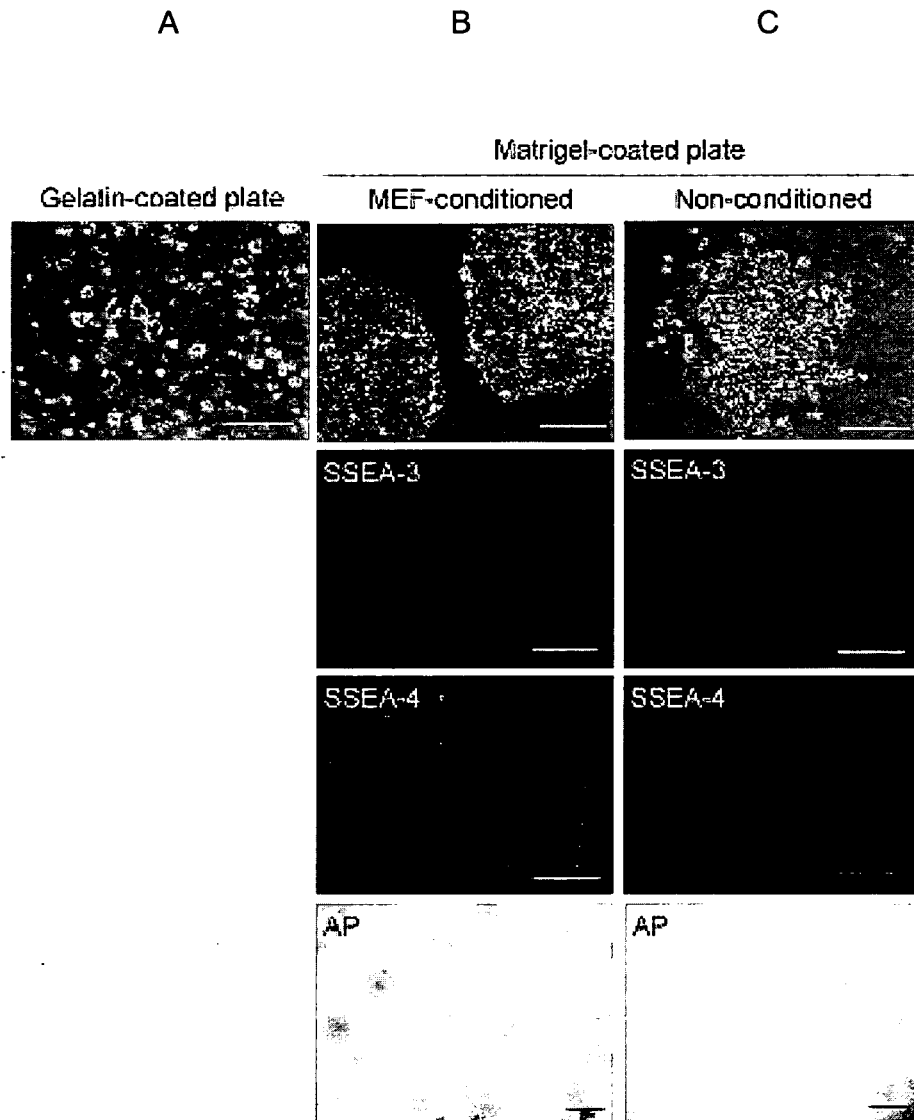 A B C
Matrigel-coated plate
Gelatin-coated plate MEF-conditioned Non-conditioned
SSEA-3 SSEA-3
SSEA-4 SSEA-4
AP AP